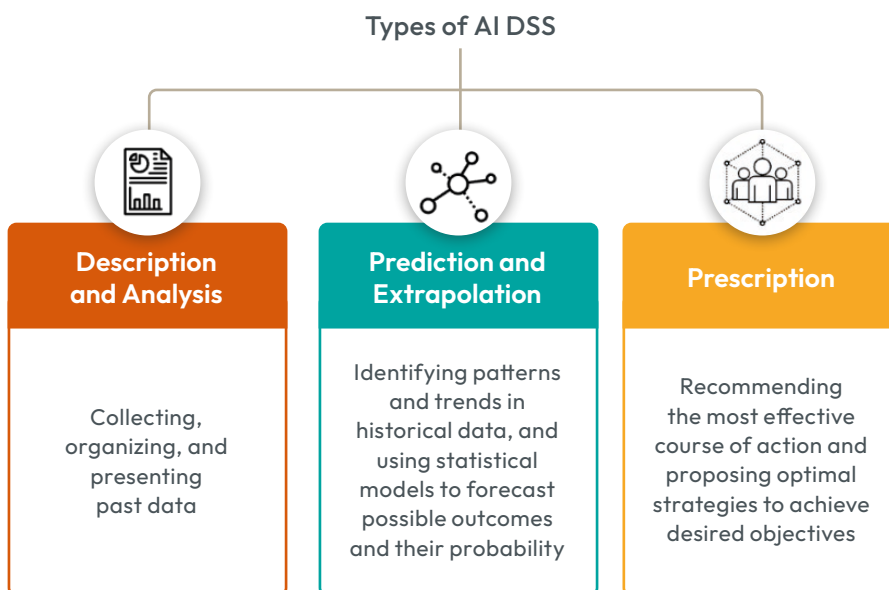 Types of AI DSS
Description
and Analysis
Collecting,
organizing, and
presenting
past data
Prediction and
Extrapolation
Identifying patterns
and trends in
historical data, and
using statistical
models to forecast
possible outcomes
and their probability
Prescription
Recommending
the most effective
course of action and
proposing optimal
strategies to achieve
desired objectives